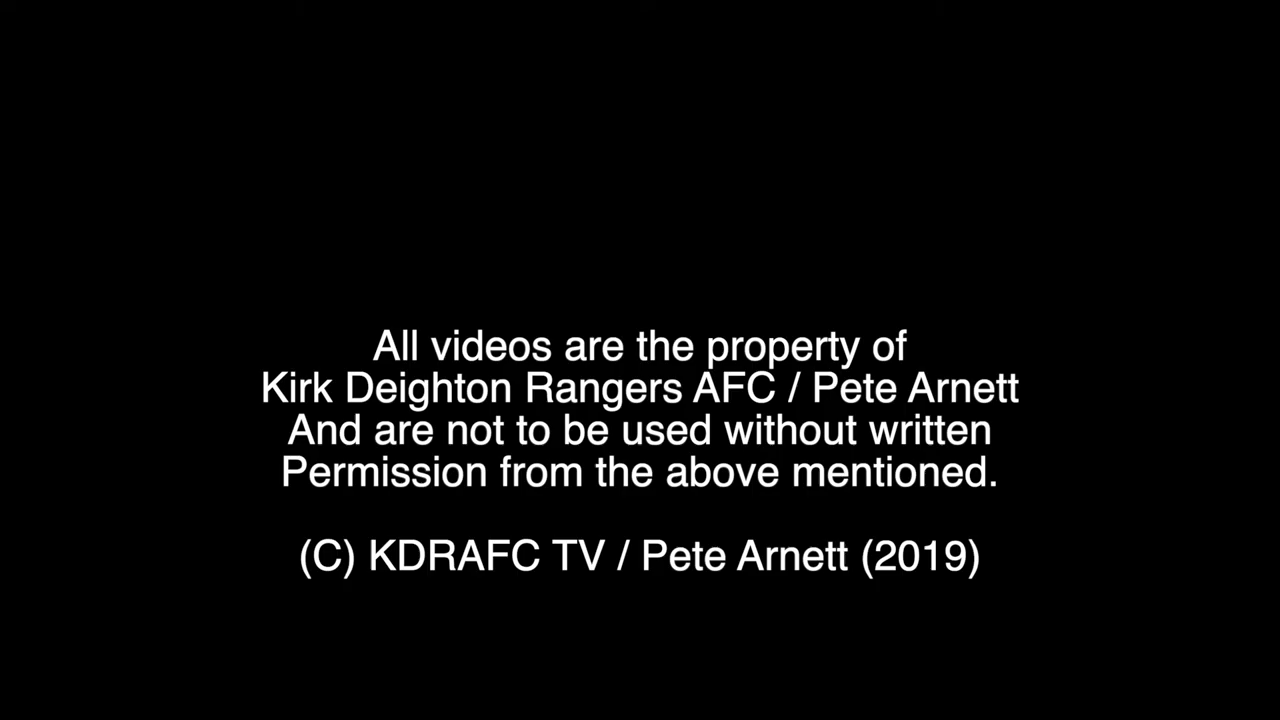 All videos are the property of
Kirk Deighton Rangers AFC / Pete Arnett
And are not to be used without written
Permission from the above mentioned.
(C) KDRAFC TV / Pete Arnett (2019)